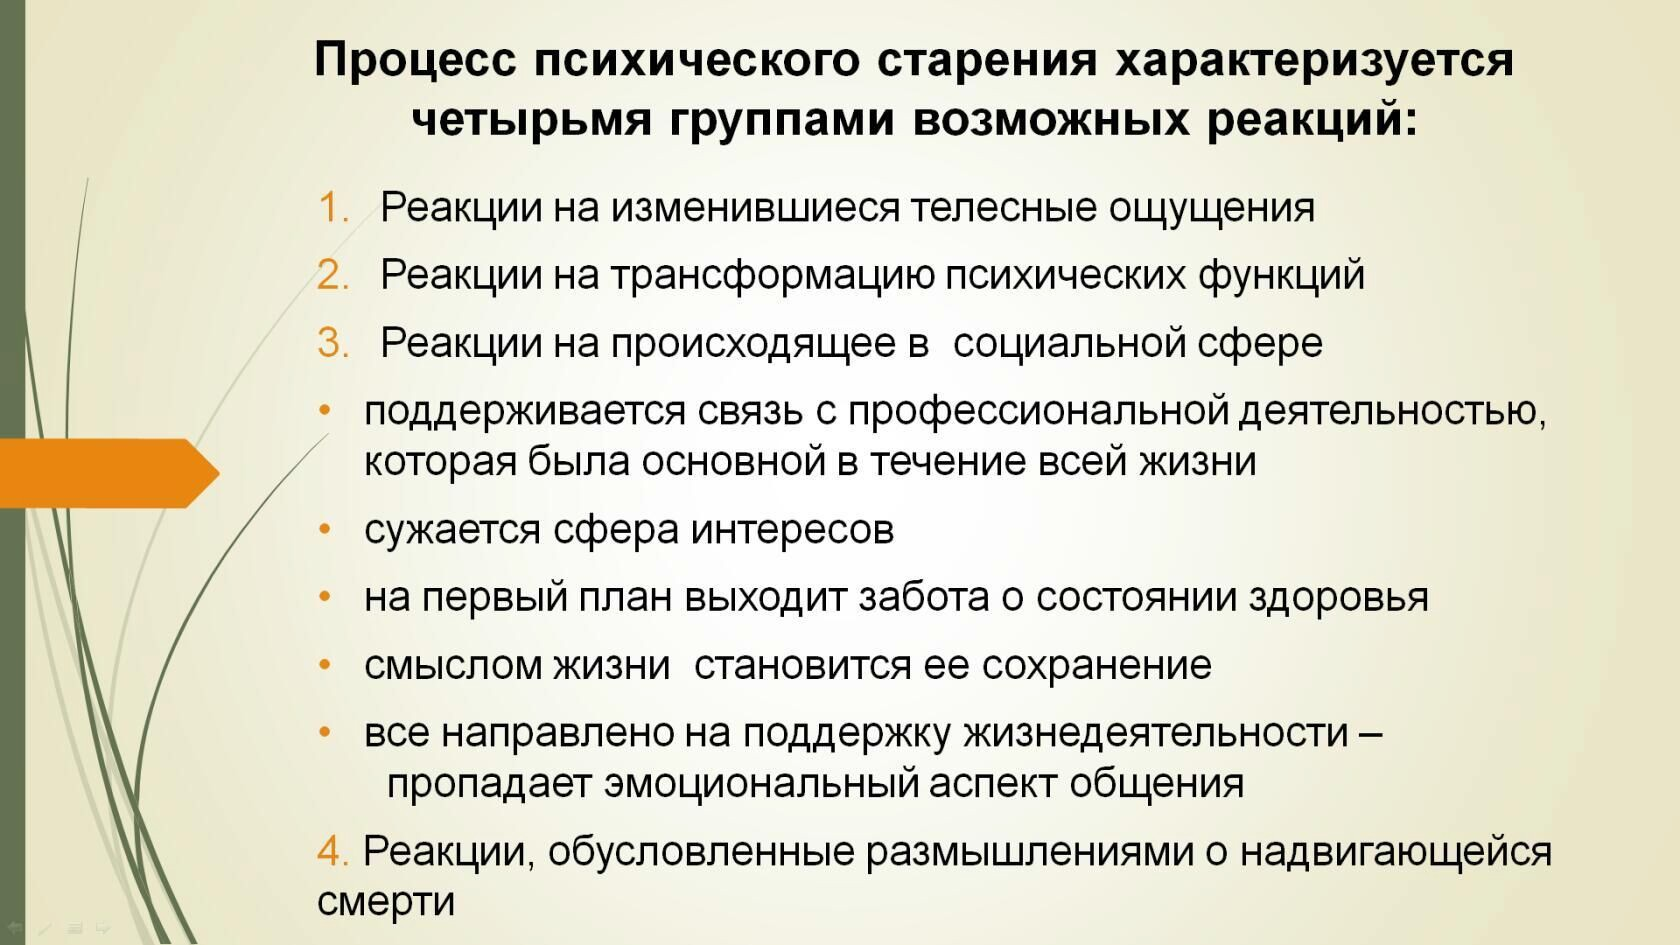 Процесс психического старения характеризуется
четырьмя группами возможных реакций:
1. Реакции на изменившиеся телесные ощущения
2. Реакции на трансформацию психических функций
3. Реакции на происходящее в социальной сфере
• поддерживается связь с профессиональной деятельностью,
которая была основной в течение всей жизни
• сужается сфера интересов
• на первый план выходит забота о состоянии здоровья
• смыслом жизни становится ее сохранение
• все направлено на поддержку жизнедеятельности –
пропадает эмоциональный аспект общения
4. Реакции, обусловленные размышлениями о надвигающейся
смерти